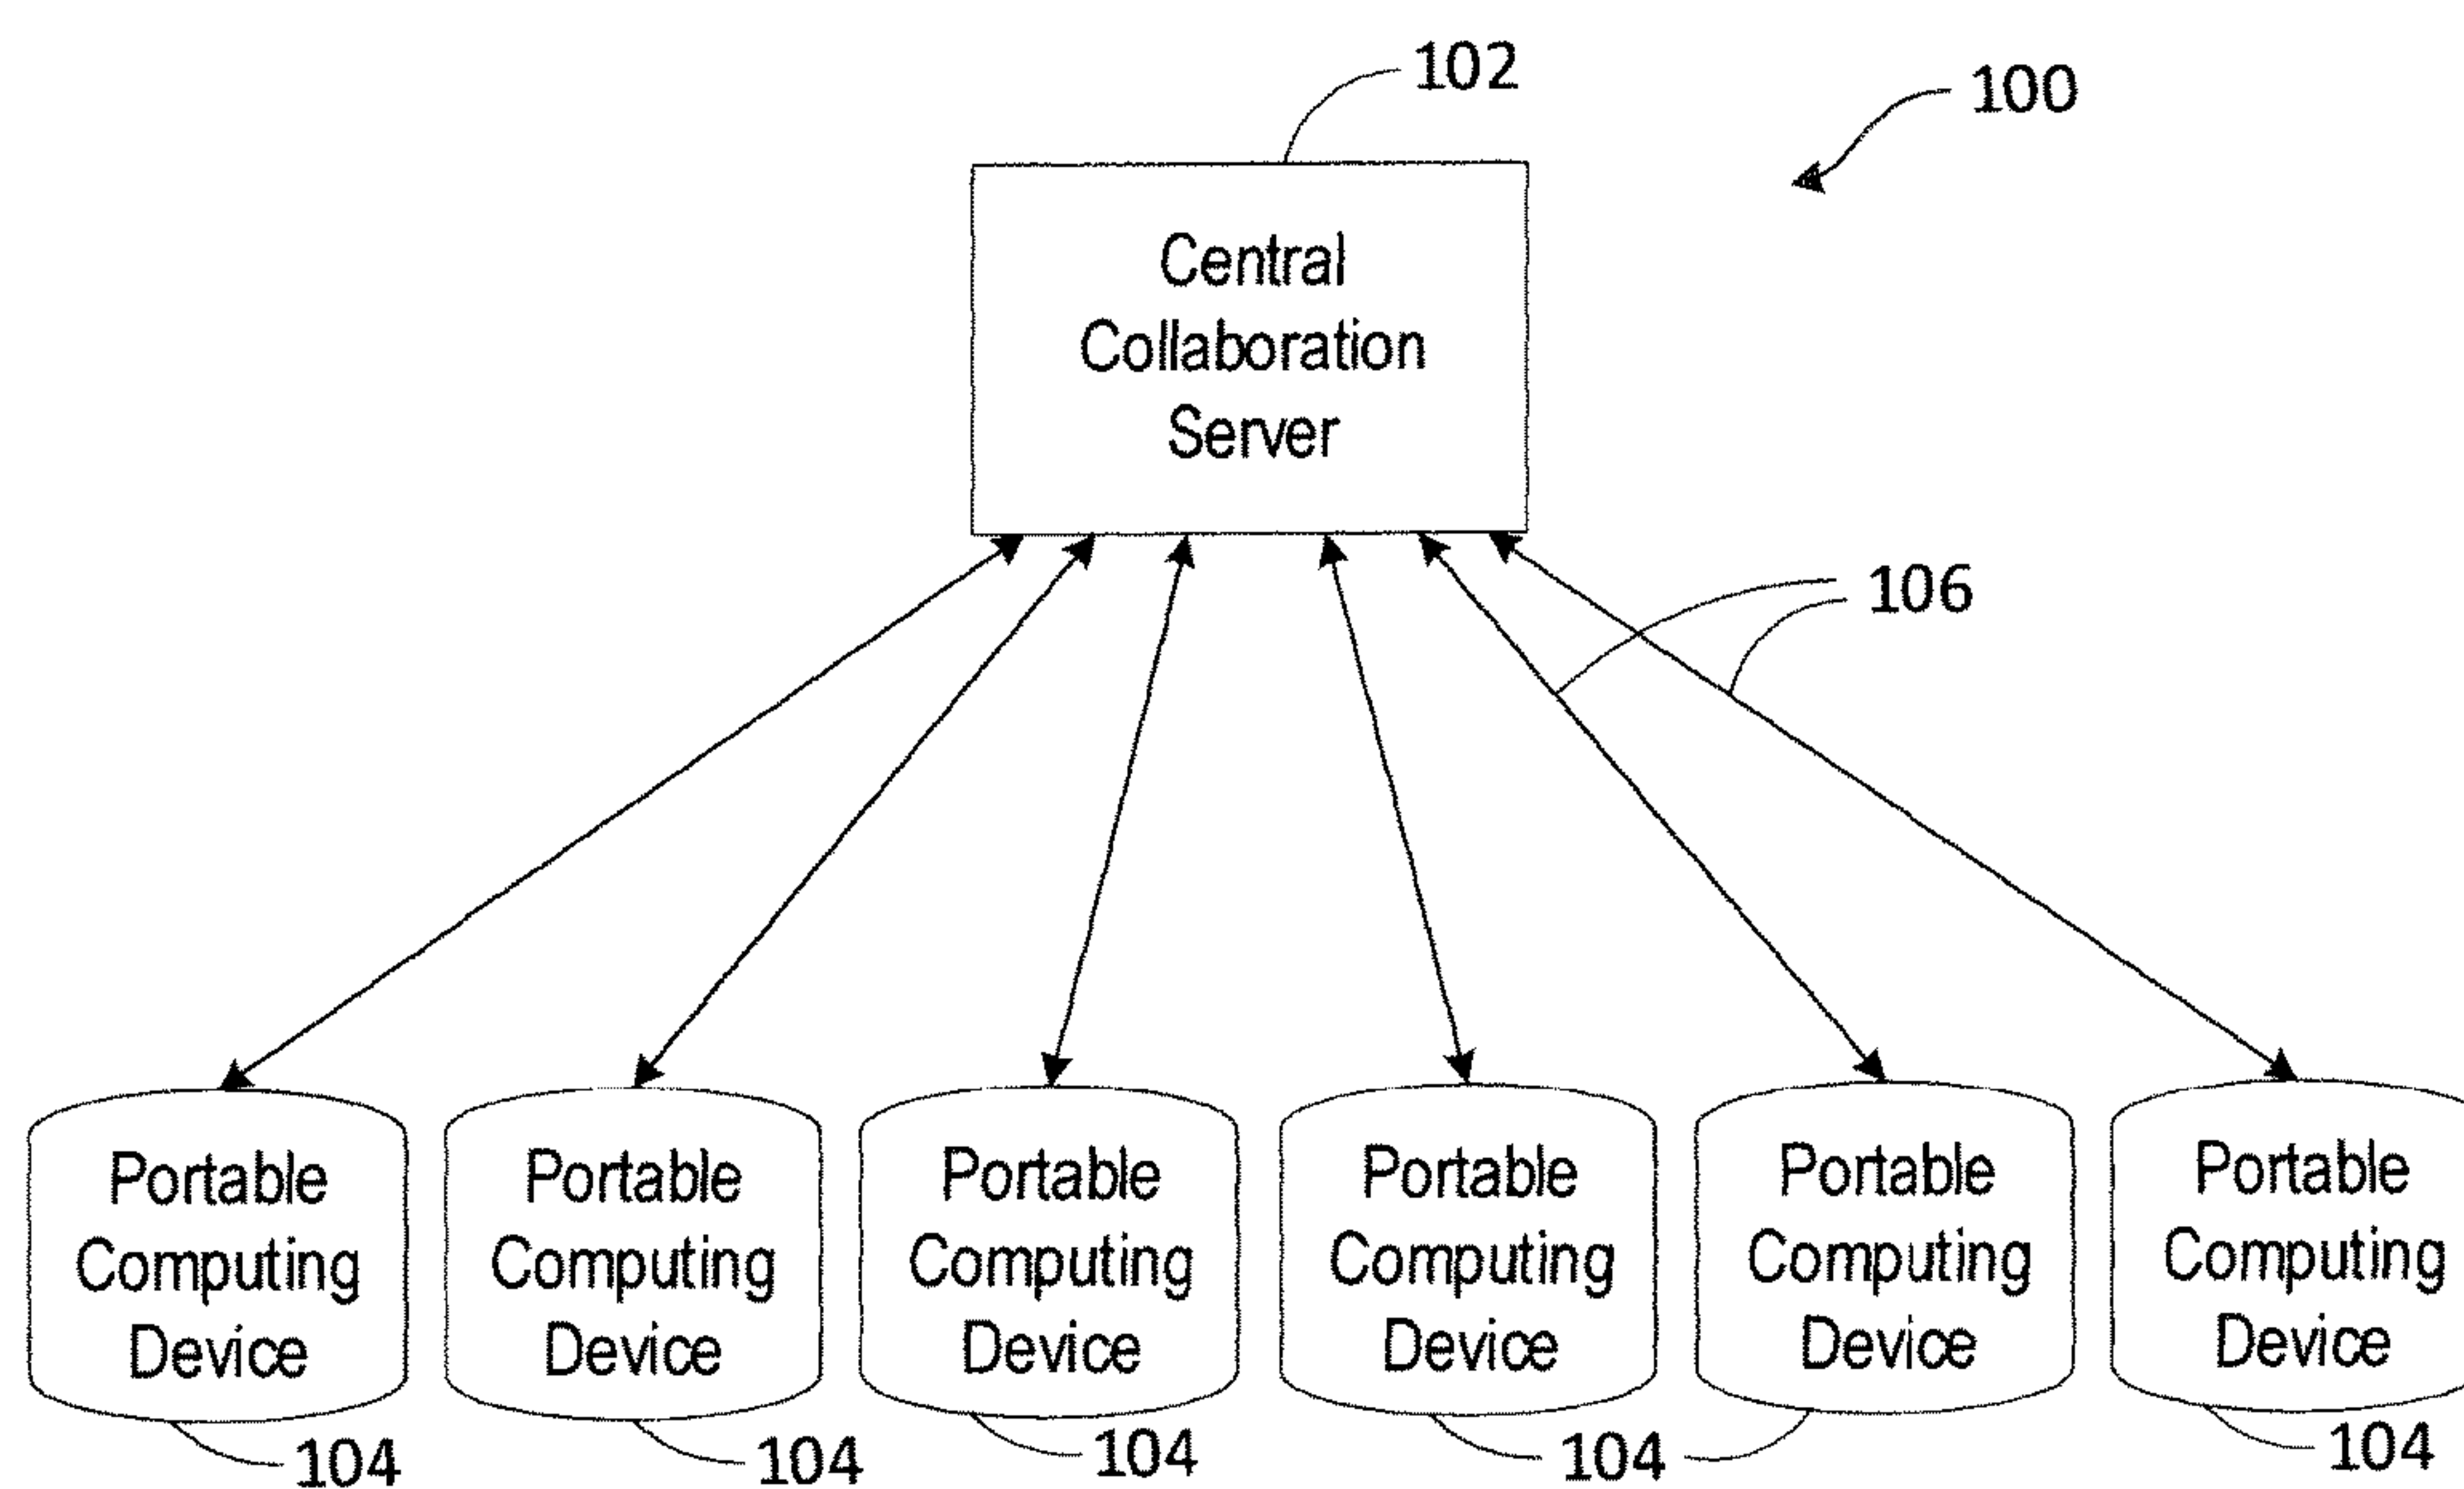 102
100
Central
Collaboration
Server
106
Portable Portable Portable Portable Portable Portable
Computing Computing Computing Computing Computing Computing
Device Device Device Device Device Device
104 104 104 104 104